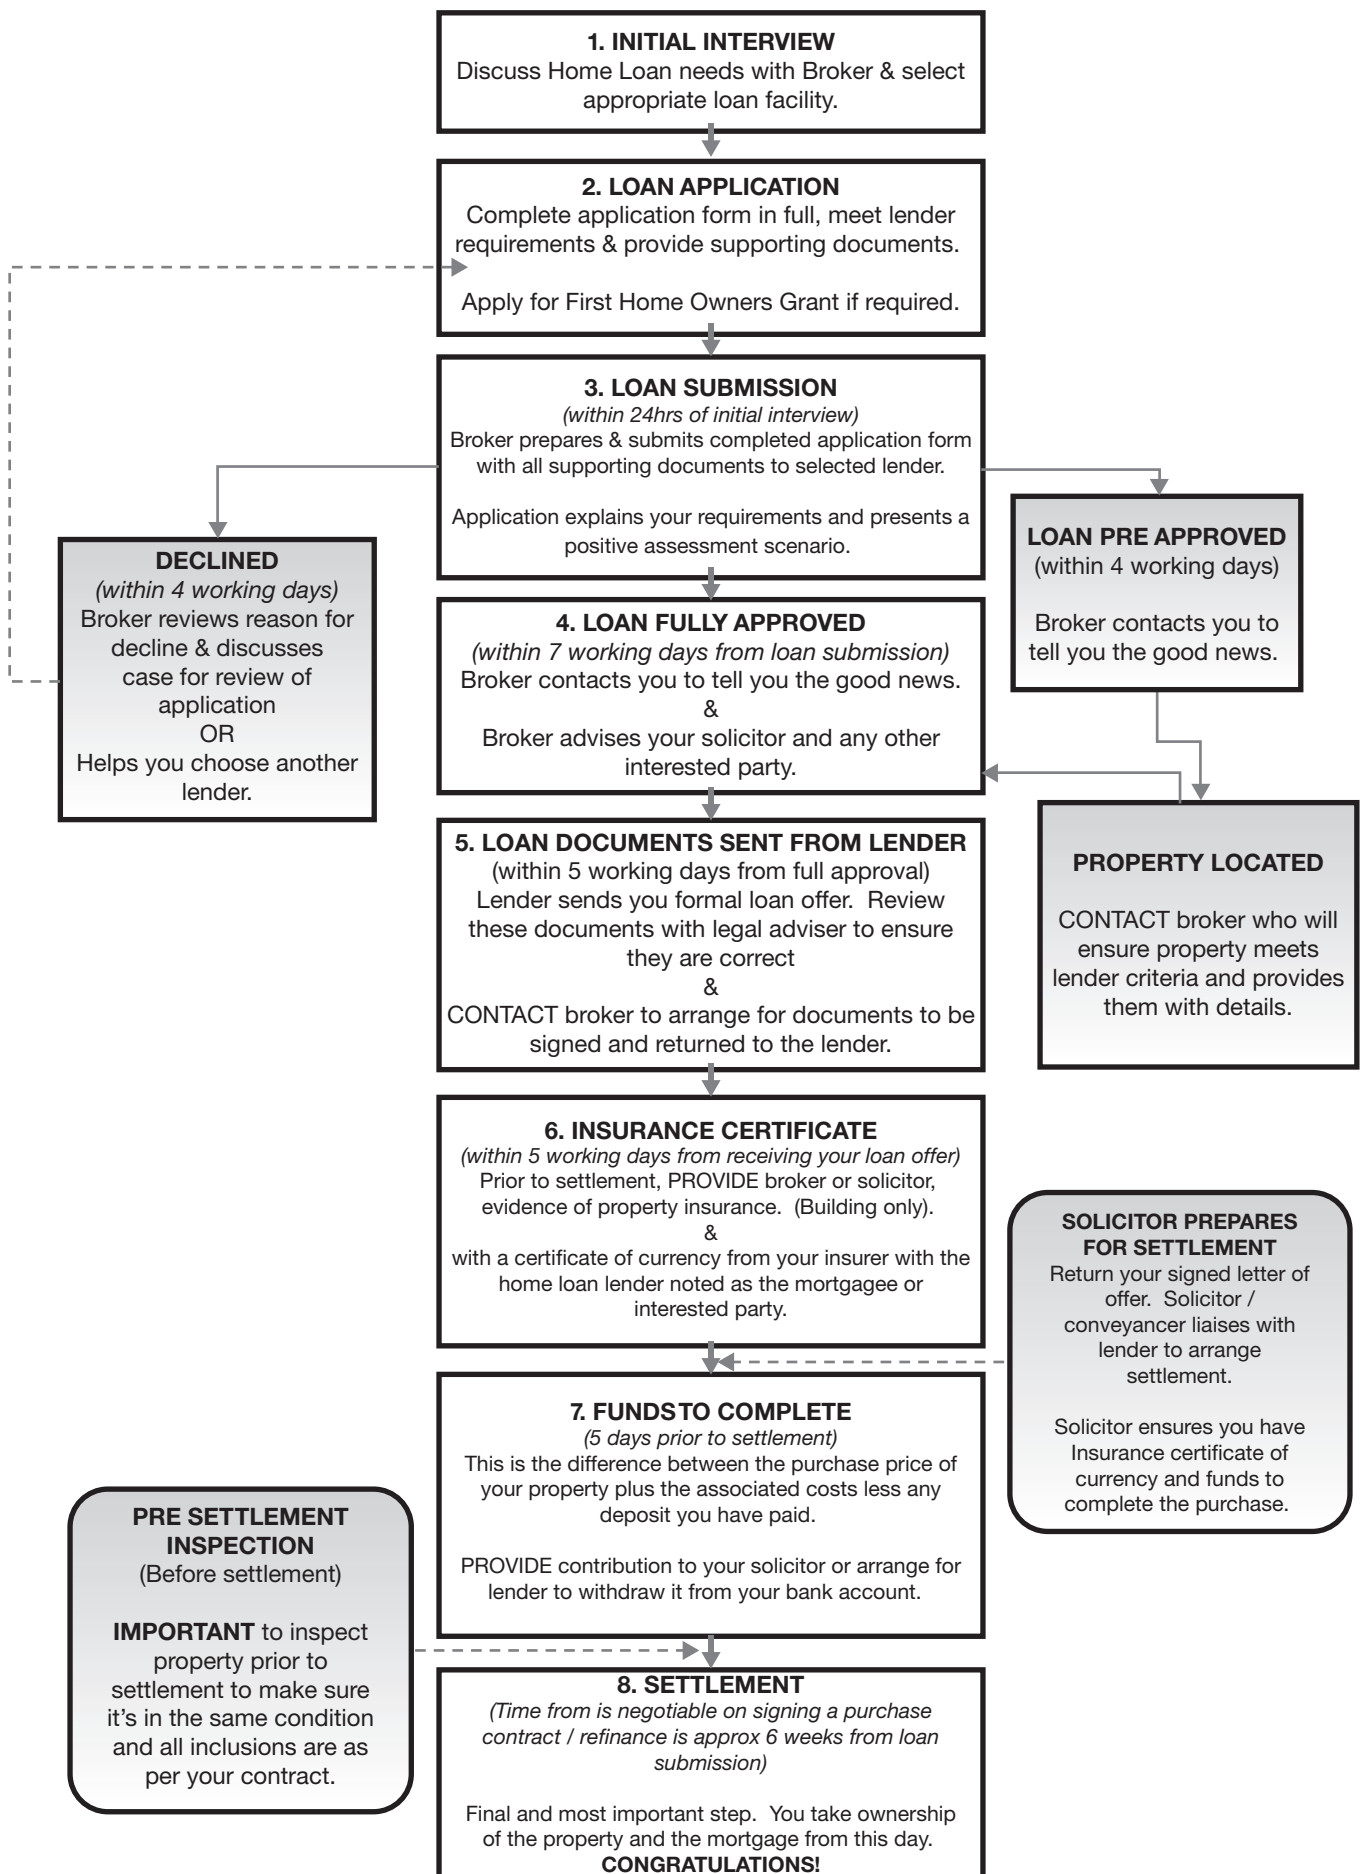 1. INITIAL INTERVIEW
Discuss Home Loan needs with Broker & select
appropriate loan facility.
2. LOAN APPLICATION
Complete application form in full, meet lender
requirements & provide supporting documents.
Apply for First Home Owners Grant if required.
3. LOAN SUBMISSION
(within 24hrs of initial interview)
Broker prepares & submits completed application form
with all supporting documents to selected lender.
Application explains your requirements and presents a
positive assessment scenario.
DECLINED
(within 4 working days)
Broker reviews reason for
decline & discusses
case for review of
application
OR
Helps you choose another
lender.
LOAN PRE APPROVED
(within 4 working days)
Broker contacts you to
tell you the good news.
4. LOAN FULLY APPROVED
(within 7 working days from loan submission)
Broker contacts you to tell you the good news.
&
Broker advises your solicitor and any other
interested party.
PROPERTY LOCATED
CONTACT broker who will
ensure property meets
lender criteria and provides
them with details.
5. LOAN DOCUMENTS SENT FROM LENDER
(within 5 working days from full approval)
Lender sends you formal loan offer. Review
these documents with legal adviser to ensure
they are correct
&
CONTACT broker to arrange for documents to be
signed and returned to the lender.
6. INSURANCE CERTIFICATE
(within 5 working days from receiving your loan offer)
Prior to settlement, PROVIDE broker or solicitor,
evidence of property insurance. (Building only).
&
with a certificate of currency from your insurer with the
home loan lender noted as the mortgagee or
interested party.
SOLICITOR PREPARES
FOR SETTLEMENT
Return your signed letter of
offer. Solicitor /
conveyancer liaises with
lender to arrange
settlement.
Solicitor ensures you have
Insurance certificate of
currency and funds to
complete the purchase.
7. FUNDS TO COMPLETE
(5 days prior to settlement)
This is the difference between the purchase price of
your property plus the associated costs less any
deposit you have paid.
PROVIDE contribution to your solicitor or arrange for
lender to withdraw it from your bank account.
PRE SETTLEMENT
INSPECTION
(Before settlement)
IMPORTANT to inspect
property prior to
settlement to make sure
it's in the same condition
and all inclusions are as
per your contract.
8. SETTLEMENT
(Time from is negotiable on signing a purchase
contract / refinance is approx 6 weeks from loan
submission)
Final and most important step. You take ownership
of the property and the mortgage from this day.
CONGRATULATIONS!